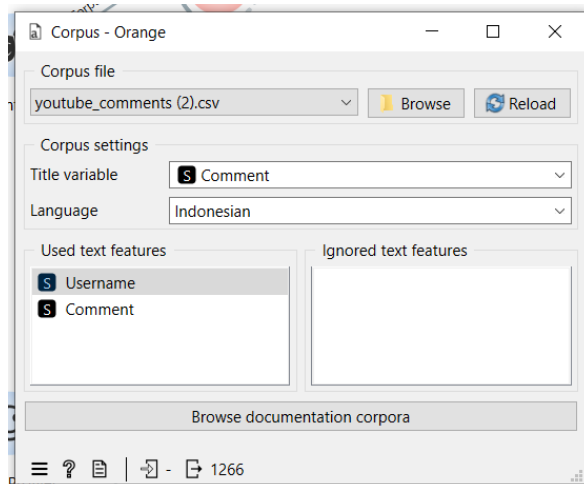 Corpus - Orange
Corpus file
youtube_comments (2).csv
Browse
Reload
Corpus settings
Title variable
S Comment
Language
Indonesian
Used text features
Ignored text features
S Username
S Comment
Browse documentation corpora
? - 1266